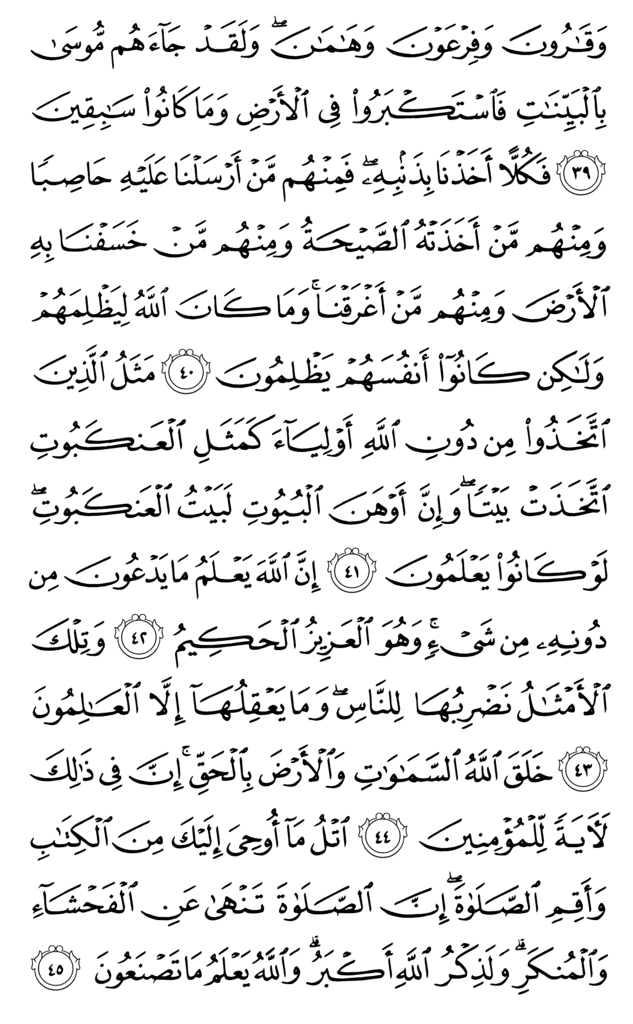 وَقَٰرُونَ وَفِرْعَوْنَ وَهَٰمَٰنَ ۖ وَلَقَدْ جَآءَهُم مُّوسَىٰ
بِٱلْبَيِّنَٰتِ فَٱسْتَكْبَرُوا۟ فِى ٱلْأَرْضِ وَمَا كَانُوا۟ سَٰبِقِينَ
﴿٣٩﴾ فَكُلًّا أَخَذْنَا بِذَنۢبِهِۦ ۖ فَمِنْهُم مَّنْ أَرْسَلْنَا عَلَيْهِ حَاصِبًا
وَمِنْهُم مَّنْ أَخَذَتْهُ ٱلصَّيْحَةُ وَمِنْهُم مَّنْ خَسَفْنَا بِهِ
ٱلْأَرْضَ وَمِنْهُم مَّنْ أَغْرَقْنَا ۚ وَمَا كَانَ ٱللَّهُ لِيَظْلِمَهُمْ
وَلَٰكِن كَانُوٓا۟ أَنفُسَهُمْ يَظْلِمُونَ ﴿٤٠﴾ مَثَلُ ٱلَّذِينَ
ٱتَّخَذُوا۟ مِن دُونِ ٱللَّهِ أَوْلِيَآءَ كَمَثَلِ ٱلْعَنكَبُوتِ
ٱتَّخَذَتْ بَيْتًا ۖ وَإِنَّ أَوْهَنَ ٱلْبُيُوتِ لَبَيْتُ ٱلْعَنكَبُوتِ ۖ
لَوْ كَانُوا۟ يَعْلَمُونَ ﴿٤١﴾ إِنَّ ٱللَّهَ يَعْلَمُ مَا يَدْعُونَ مِن
دُونِهِۦ مِن شَىْءٍ ۚ وَهُوَ ٱلْعَزِيزُ ٱلْحَكِيمُ ﴿٤٢﴾ وَتِلْكَ
ٱلْأَمْثَٰلُ نَضْرِبُهَا لِلنَّاسِ ۖ وَمَا يَعْقِلُهَآ إِلَّا ٱلْعَٰلِمُونَ
﴿٤٣﴾ خَلَقَ ٱللَّهُ ٱلسَّمَٰوَٰتِ وَٱلْأَرْضَ بِٱلْحَقِّ ۚ إِنَّ فِى ذَٰلِكَ
لَءَايَةً لِّلْمُؤْمِنِينَ ﴿٤٤﴾ ٱتْلُ مَآ أُوحِىَ إِلَيْكَ مِنَ ٱلْكِتَٰبِ
وَأَقِمِ ٱلصَّلَوٰةَ ۖ إِنَّ ٱلصَّلَوٰةَ تَنْهَىٰ عَنِ ٱلْفَحْشَآءِ
وَٱلْمُنكَرِ ۗ وَلَذِكْرُ ٱللَّهِ أَكْبَرُ ۗ وَٱللَّهُ يَعْلَمُ مَا تَصْنَعُونَ ﴿٤٥﴾